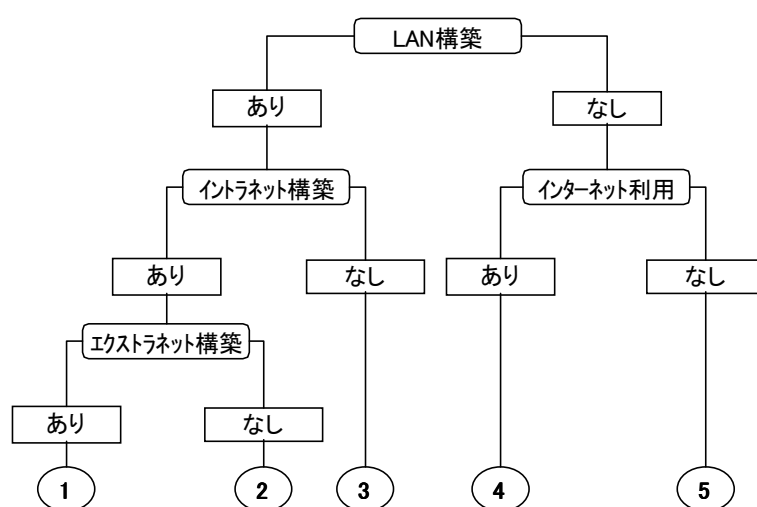 LAN構築
あり
なし
イントラネット構築
インターネット利用
あり
なし
あり
なし
エクストラネット構築
あり
なし
1
2
3
4
5